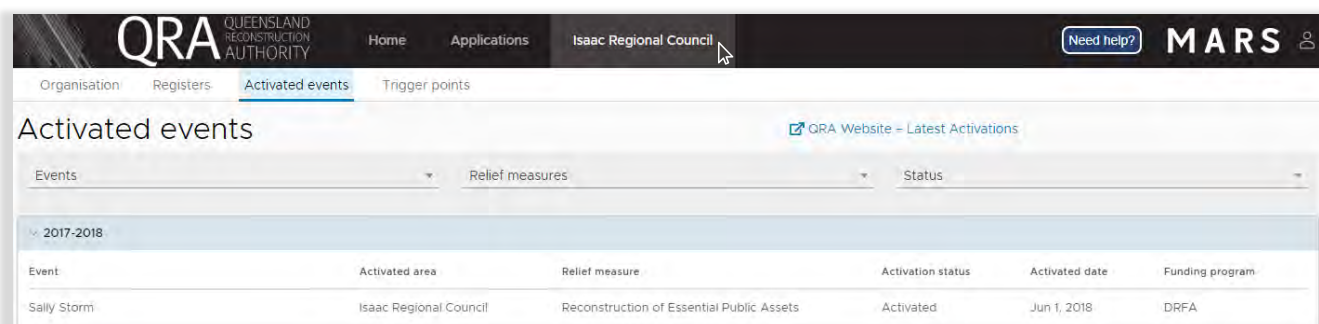 QRA QUEENSLAND RECONSTRUCTION AUTHORITY Home Applications Isaac Regional Council Need help? MARS
Organisation Registers Activated events Trigger points
Activated events QRA Website – Latest Activations
Events Relief measures Status
2017-2018
Event Activated area Relief measure Activation status Activated date Funding program
Sally Storm Isaac Regional Council Reconstruction of Essential Public Assets Activated Jun 1, 2018 DRFA